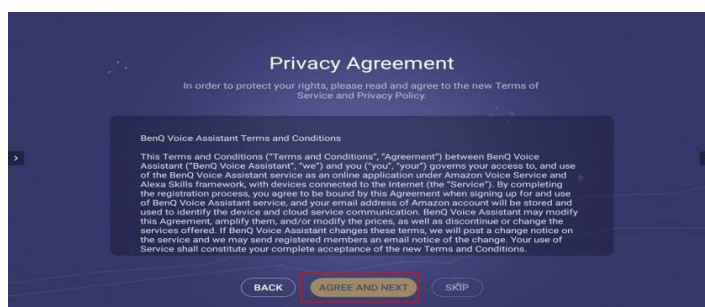 Privacy Agreement
In order to protect your rights, please read and agree to the new Terms of
Service and Privacy Policy.
BenQ Voice Assistant Terms and Conditions
This Terms and Conditions ("Terms and Conditions", "Agreement") between BenQ Voice
Assistant ("BenQ Voice Assistant", "we") and you ("you", "your") governs your access to, and use
of the BenQ Voice Assistant service as an online application under Amazon Voice Service and
Alexa Skills framework, with devices connected to the Internet (the "Service"). By completing
the registration process, you agree to be bound by this Agreement when signing up for and use
of BenQ Voice Assistant service, and your email address of Amazon account will be stored and
used to identify the device and cloud service communication. BenQ Voice Assistant may modify
this Agreement, amplify them, and/or modify the prices, as well as discontinue or change the
services offered. If BenQ Voice Assistant changes these terms, we will post a change notice on
the service and we may send registered members an email notice of the change. Your use of
Service shall constitute your complete acceptance of the new Terms and Conditions.
BACK AGREE AND NEXT SKIP